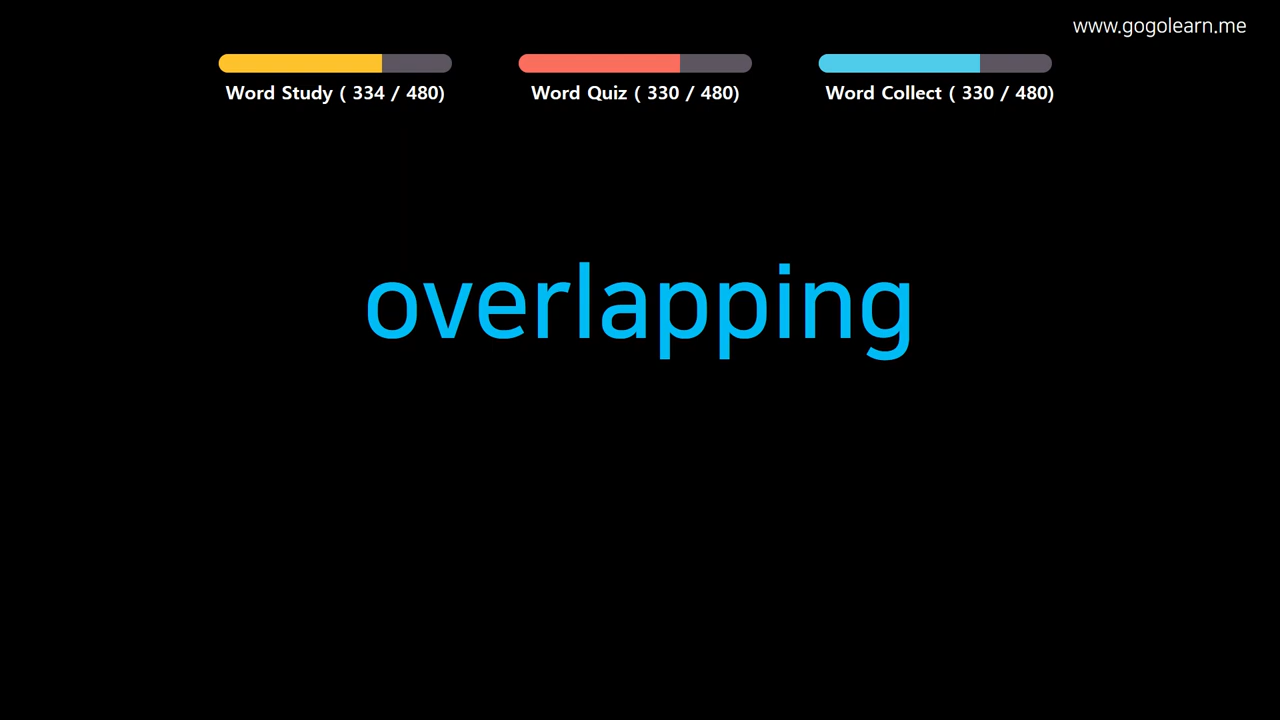 www.gogolearn.me
Word Study ( 334 / 480)
Word Quiz ( 330 / 480)
Word Collect ( 330 / 480)
overlapping